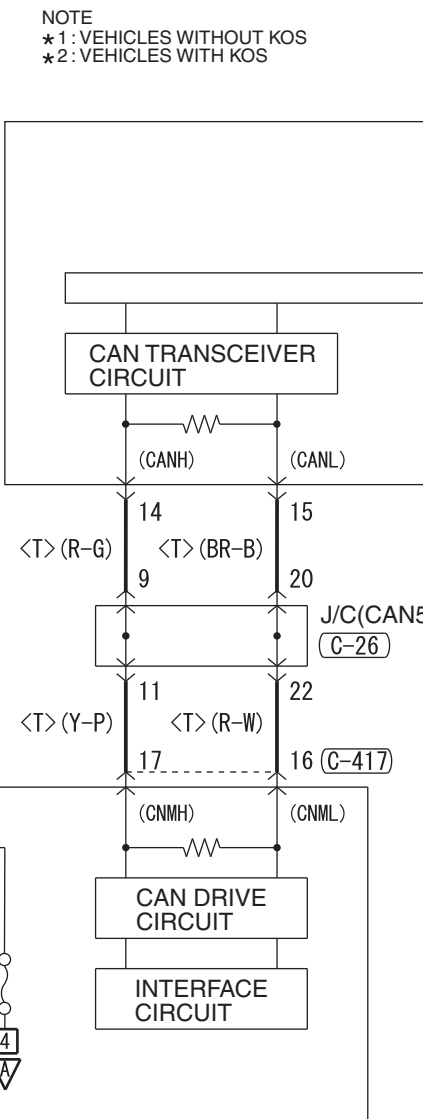 NOTE
*1: VEHICLES WITHOUT KOS
*2: VEHICLES WITH KOS
CAN TRANSCEIVER
CIRCUIT
(CANH) (CANL)
14 15
<T>(R-G) <T>(BR-B)
9 20
J/C(CAN5
C-26
11 22
<T>(Y-P) <T>(R-W)
17 16 (C-417)
(CNMH) (CNML)
CAN DRIVE
CIRCUIT
INTERFACE
CIRCUIT
4
A